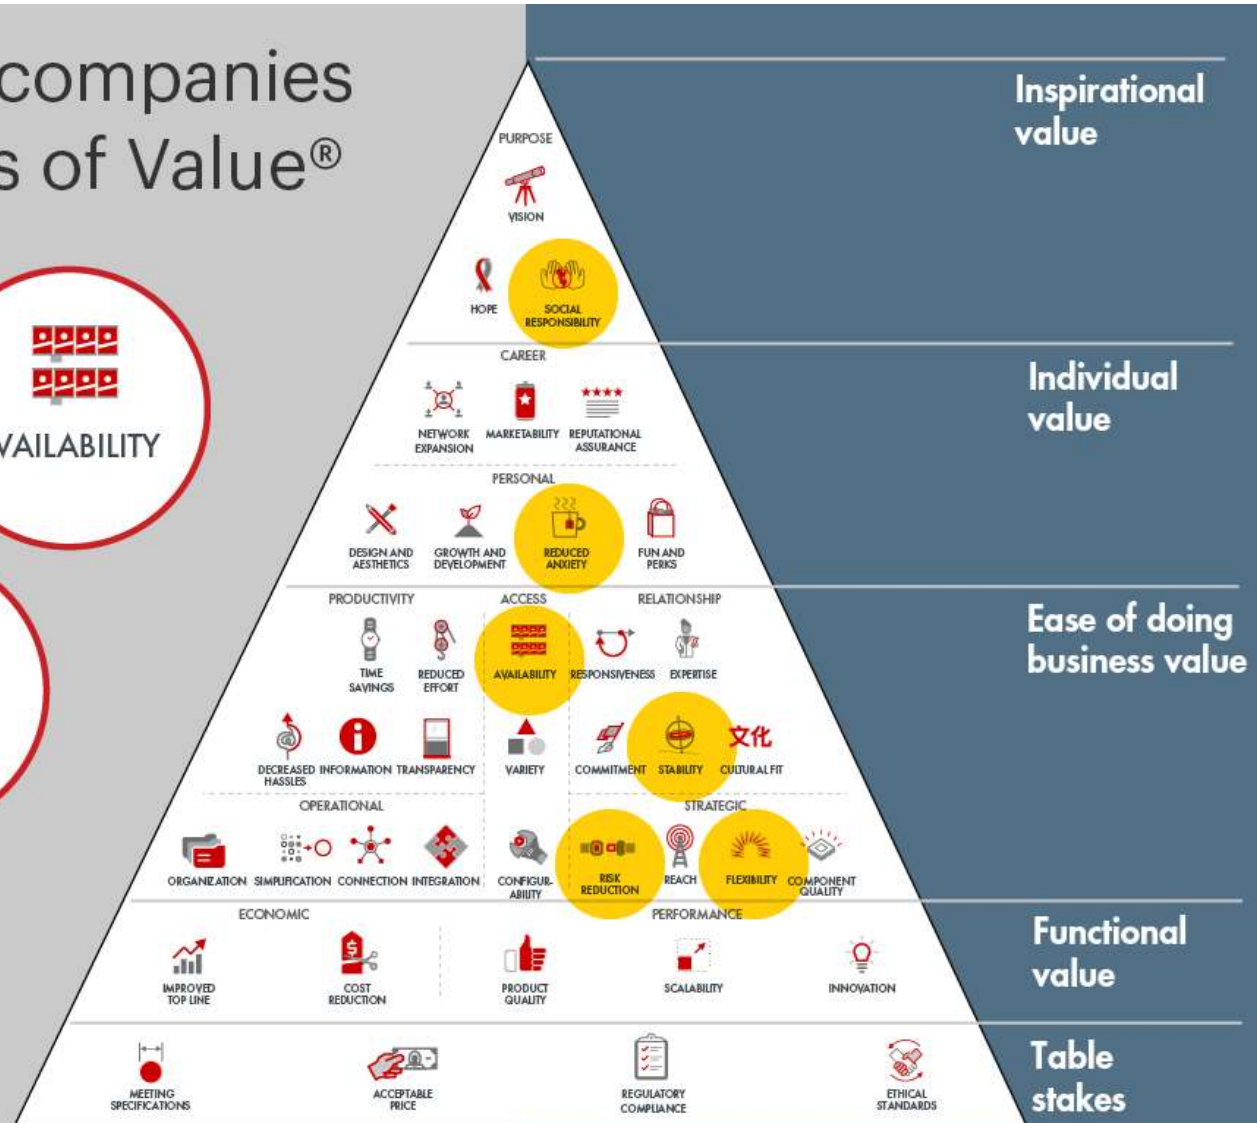 companies
s of Value®
VAILABILITY
PURPOSE
VISION
HOPE
SOCIAL
RESPONSIBILITY
Inspirational
value
CAREER
NETWORK
EXPANSION
MARKETABILITY
REPUTATIONAL
ASSURANCE
PERSONAL
DESIGN AND
AESTHETICS
GROWTH AND
DEVELOPMENT
REDUCED
ANXIETY
FUN AND
PERKS
Individual
value
PRODUCTIVITY
ACCESS
RELATIONSHIP
TIME
SAVINGS
REDUCED
EFFORT
AVAILABILITY
RESPONSIVENESS
EXPERTISE
DECREASED
HASSLES
INFORMATION
TRANSPARENCY
VARIETY
COMMITMENT
STABILITY
文化
CULTURAL FIT
OPERATIONAL
STRATEGIC
ORGANIZATION
SIMPLIFICATION
CONNECTION
INTEGRATION
CONFIGUR-
ABILITY
RISK
REDUCTION
REACH
FLEXIBILITY
COMPONENT
QUALITY
Ease of doing
business value
ECONOMIC
PERFORMANCE
IMPROVED
TOP LINE
$
COST
REDUCTION
PRODUCT
QUALITY
SCALABILITY
INNOVATION
Functional
value
MEETING
SPECIFICATIONS
ACCEPTABLE
PRICE
REGULATORY
COMPLIANCE
ETHICAL
STANDARDS
Table
stakes